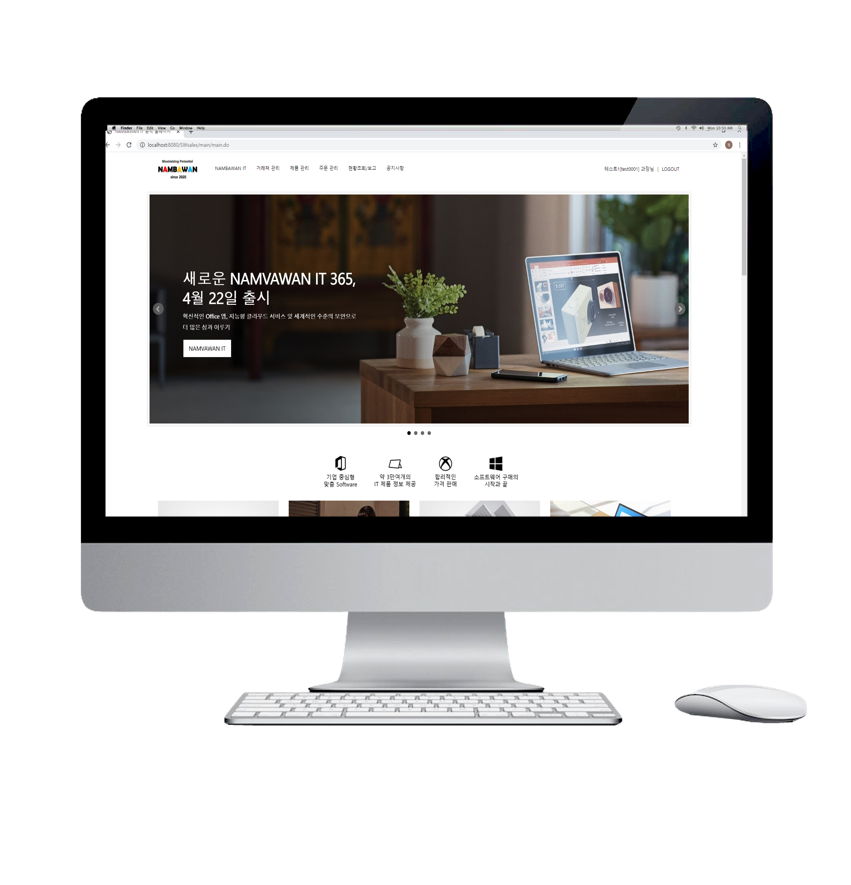 Finder File Edit View Go Window Help
localhost:8080/SWsales/main/main.do
Maximizing Potential
NAMBAWAN
since 2020
NAMBAWAN IT 거래처 관리 제품 관리 주문 관리 현황조회/보고 공지사항
테스트1[test0001] 과장님 | LOGOUT
새로운 NAMVAWAN IT 365,
4월 22일 출시
혁신적인 Office 앱, 지능형 클라우드 서비스 및 세계적인 수준의 보안으로
더 많은 성과 이루기
NAMVAWAN IT
기업 중심형
맞춤 Software
약 3만여개의
IT 제품 정보 제공
합리적인
가격 판매
소프트웨어 구매의
시작과 끝